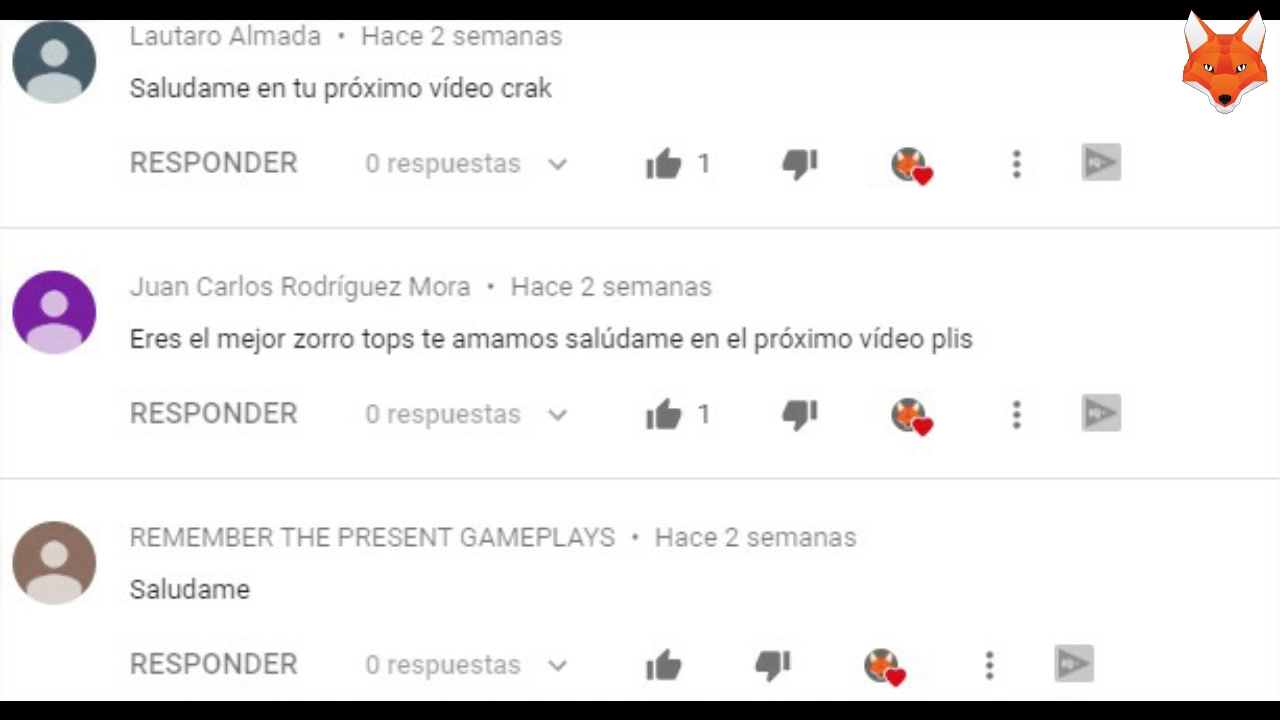 Lautaro Almada • Hace 2 semanas
Saludame en tu próximo vídeo crak
RESPONDER 0 respuestas 1
Juan Carlos Rodríguez Mora • Hace 2 semanas
Eres el mejor zorro tops te amamos salúdame en el próximo vídeo plis
RESPONDER 0 respuestas 1
REMEMBER THE PRESENT GAMEPLAYS • Hace 2 semanas
Saludame
RESPONDER 0 respuestas